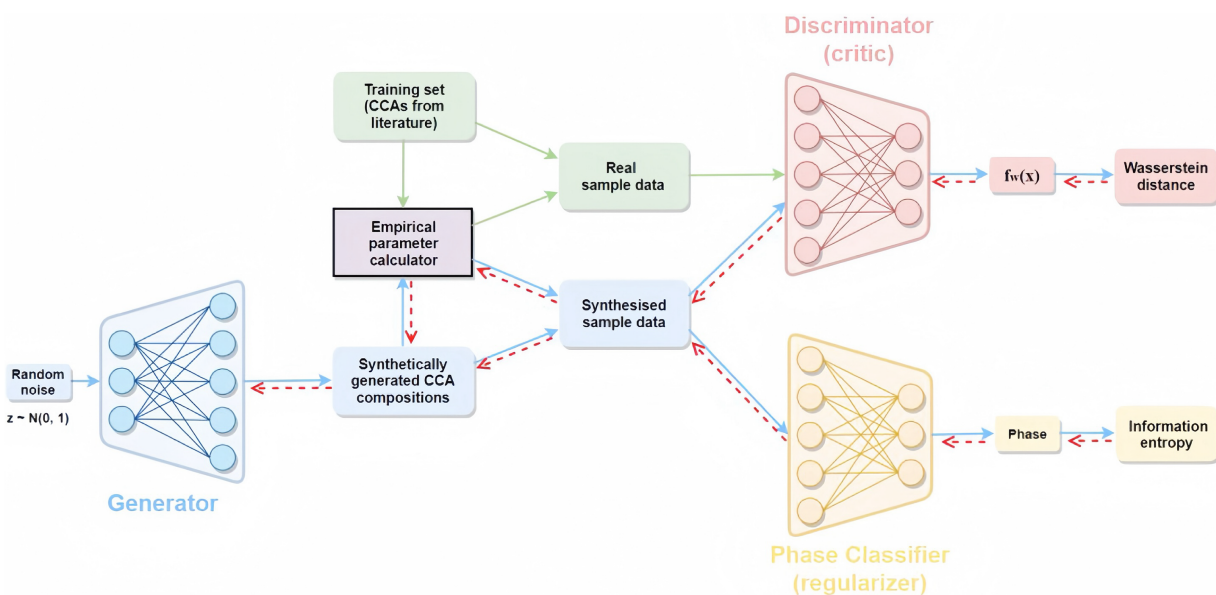 Discriminator
(critic)
Training set
(CCAs from
literature)
Real
sample data
fw(x)
Wasserstein
distance
Empirical
parameter
calculator
Synthesised
sample data
Random
noise
z ~ N(0, 1)
Synthetically
generated CCA
compositions
Generator
Phase
Information
entropy
Phase Classifier
(regularizer)